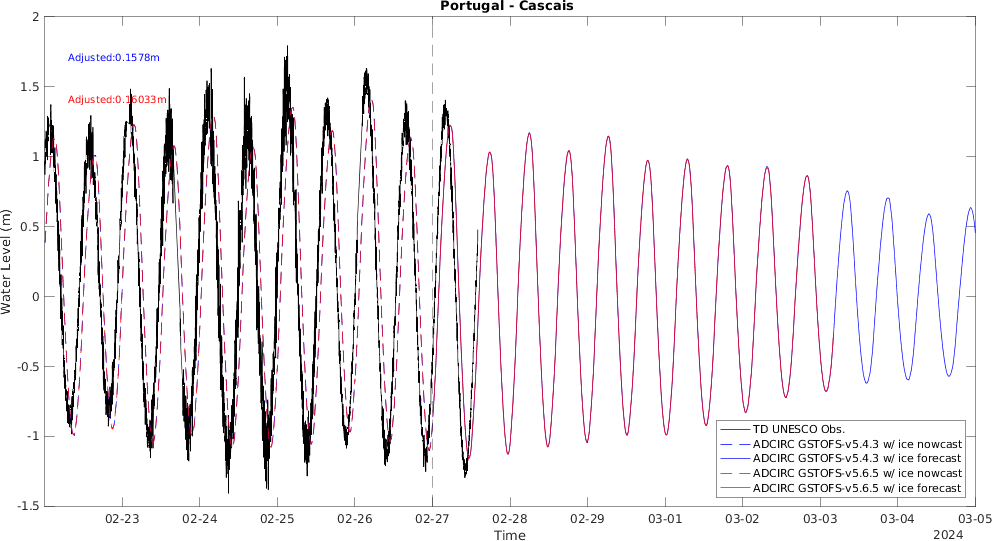 Portugal - Cascais
2
Adjusted:0.1578m
1.5
Adjusted:0.16033m
1
0.5
0
-0.5
-1
-1.5
Water Level (m)
TD UNESCO Obs.
ADCIRC GSTOFS-v5.4.3 w/ ice nowcast
ADCIRC GSTOFS-v5.4.3 w/ ice forecast
ADCIRC GSTOFS-v5.6.5 w/ ice nowcast
ADCIRC GSTOFS-v5.6.5 w/ ice forecast
02-23 02-24 02-25 02-26 02-27 02-28 02-29 03-01 03-02 03-03 03-04 03-05
Time
2024